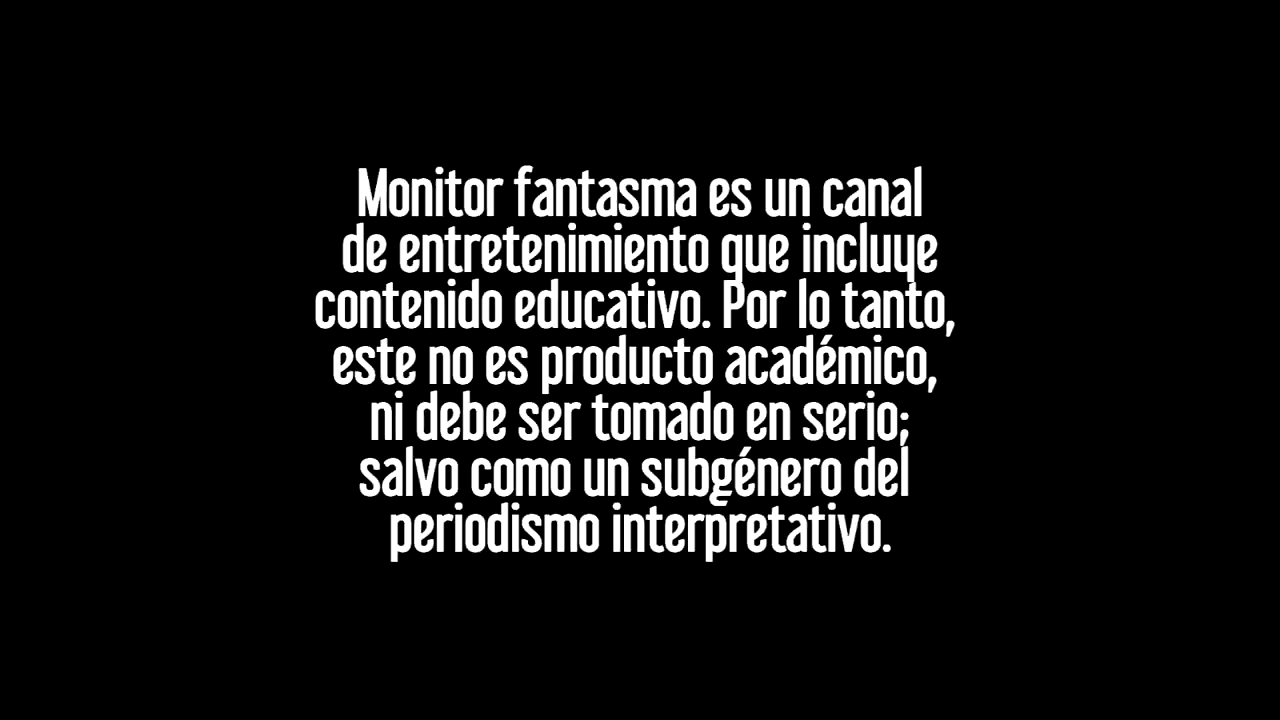 Monitor fantasma es un canal
de entretenimiento que incluye
contenido educativo. Por lo tanto,
este no es producto académico,
ni debe ser tomado en serio;
salvo como un subgénero del
periodismo interpretativo.